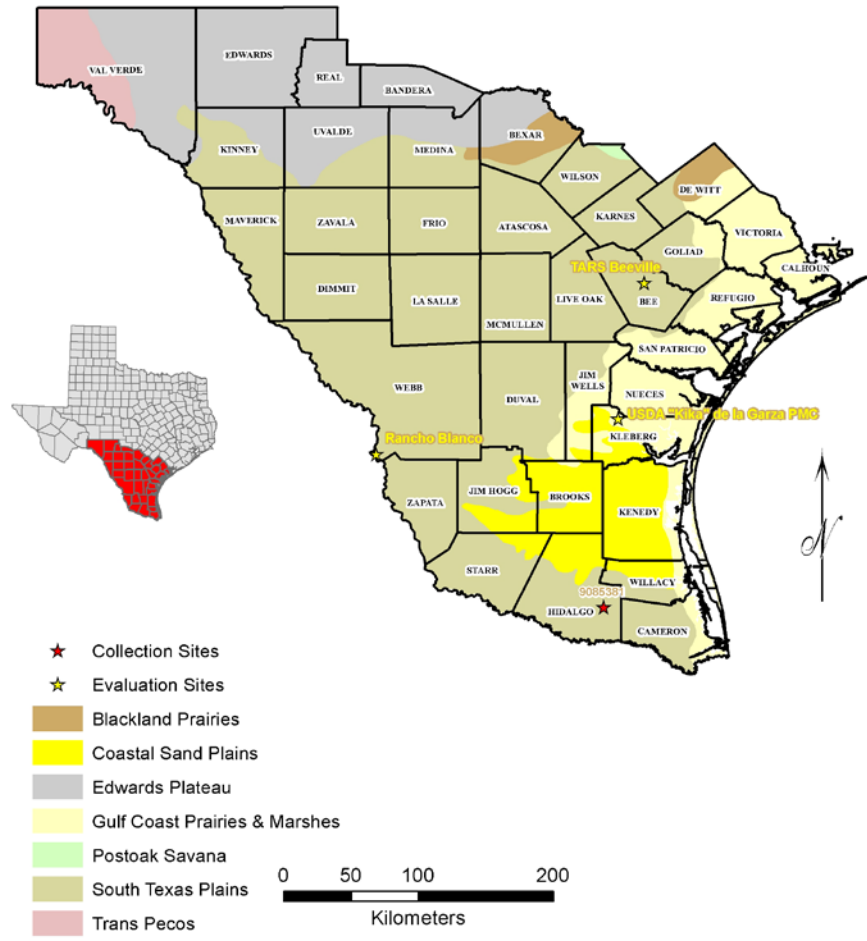 EDWARDS
VAL VERDE
REAL
BANDERA
UVALDE
BEXAR
KINNEY
MEDINA
WILSON
DE WITT
MAVERICK
ZAVALA
FRIO
ATASCOSA
KARNES
VICTORIA
GOLIAD
CALHOUN
TARS Beeville
DIMMIT
LA SALLE
LIVE OAK
BEE
REFUGIO
MCMULLEN
SAN PATRICIO
WEBB
DUVAL
JIM
WELLS
NUECES
USDA "Kika" de la Garza PMC
KLEBERG
Rancho Blanco
ZAPATA
JIM HOGG
BROOKS
KENEDY
STARR
WILLACY
9085381
HIDALGO
CAMERON
N
Collection Sites
Evaluation Sites
Blackland Prairies
Coastal Sand Plains
Edwards Plateau
Gulf Coast Prairies & Marshes
Postoak Savana
South Texas Plains
Trans Pecos
0 50 100 200
Kilometers